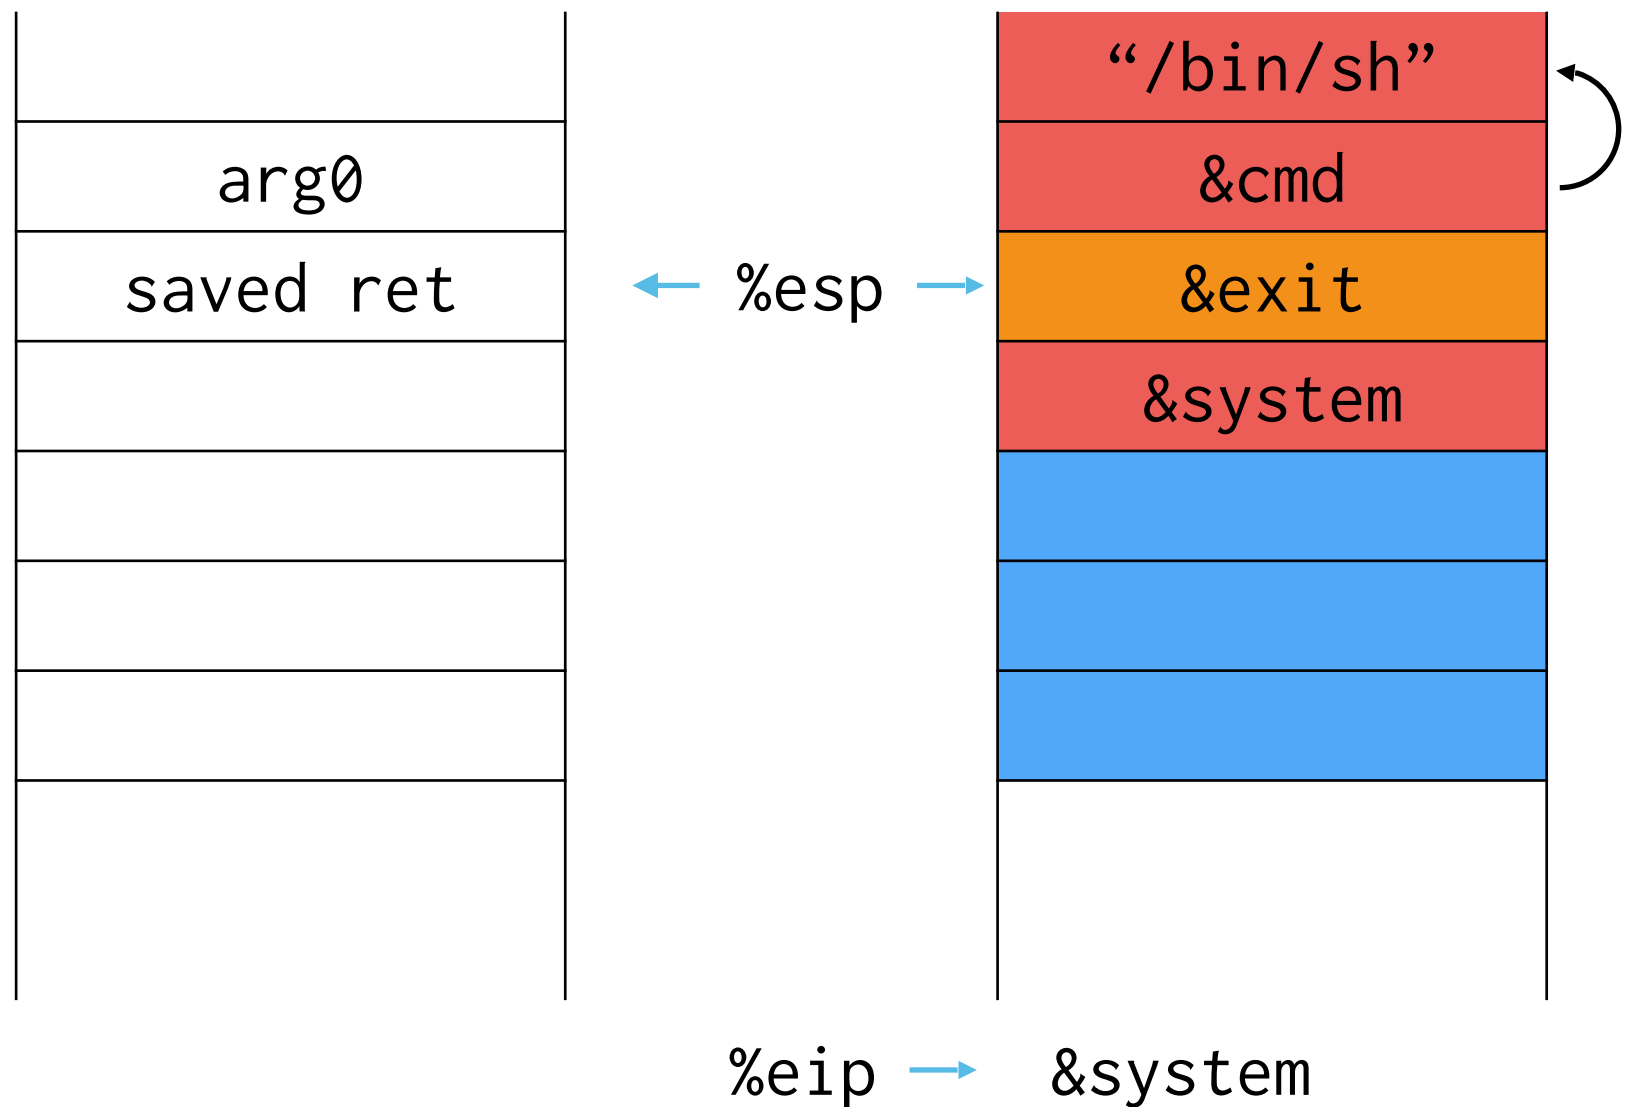 “/bin/sh”
arg0
&cmd
saved ret
%esp
&exit
&system
%eip
&system